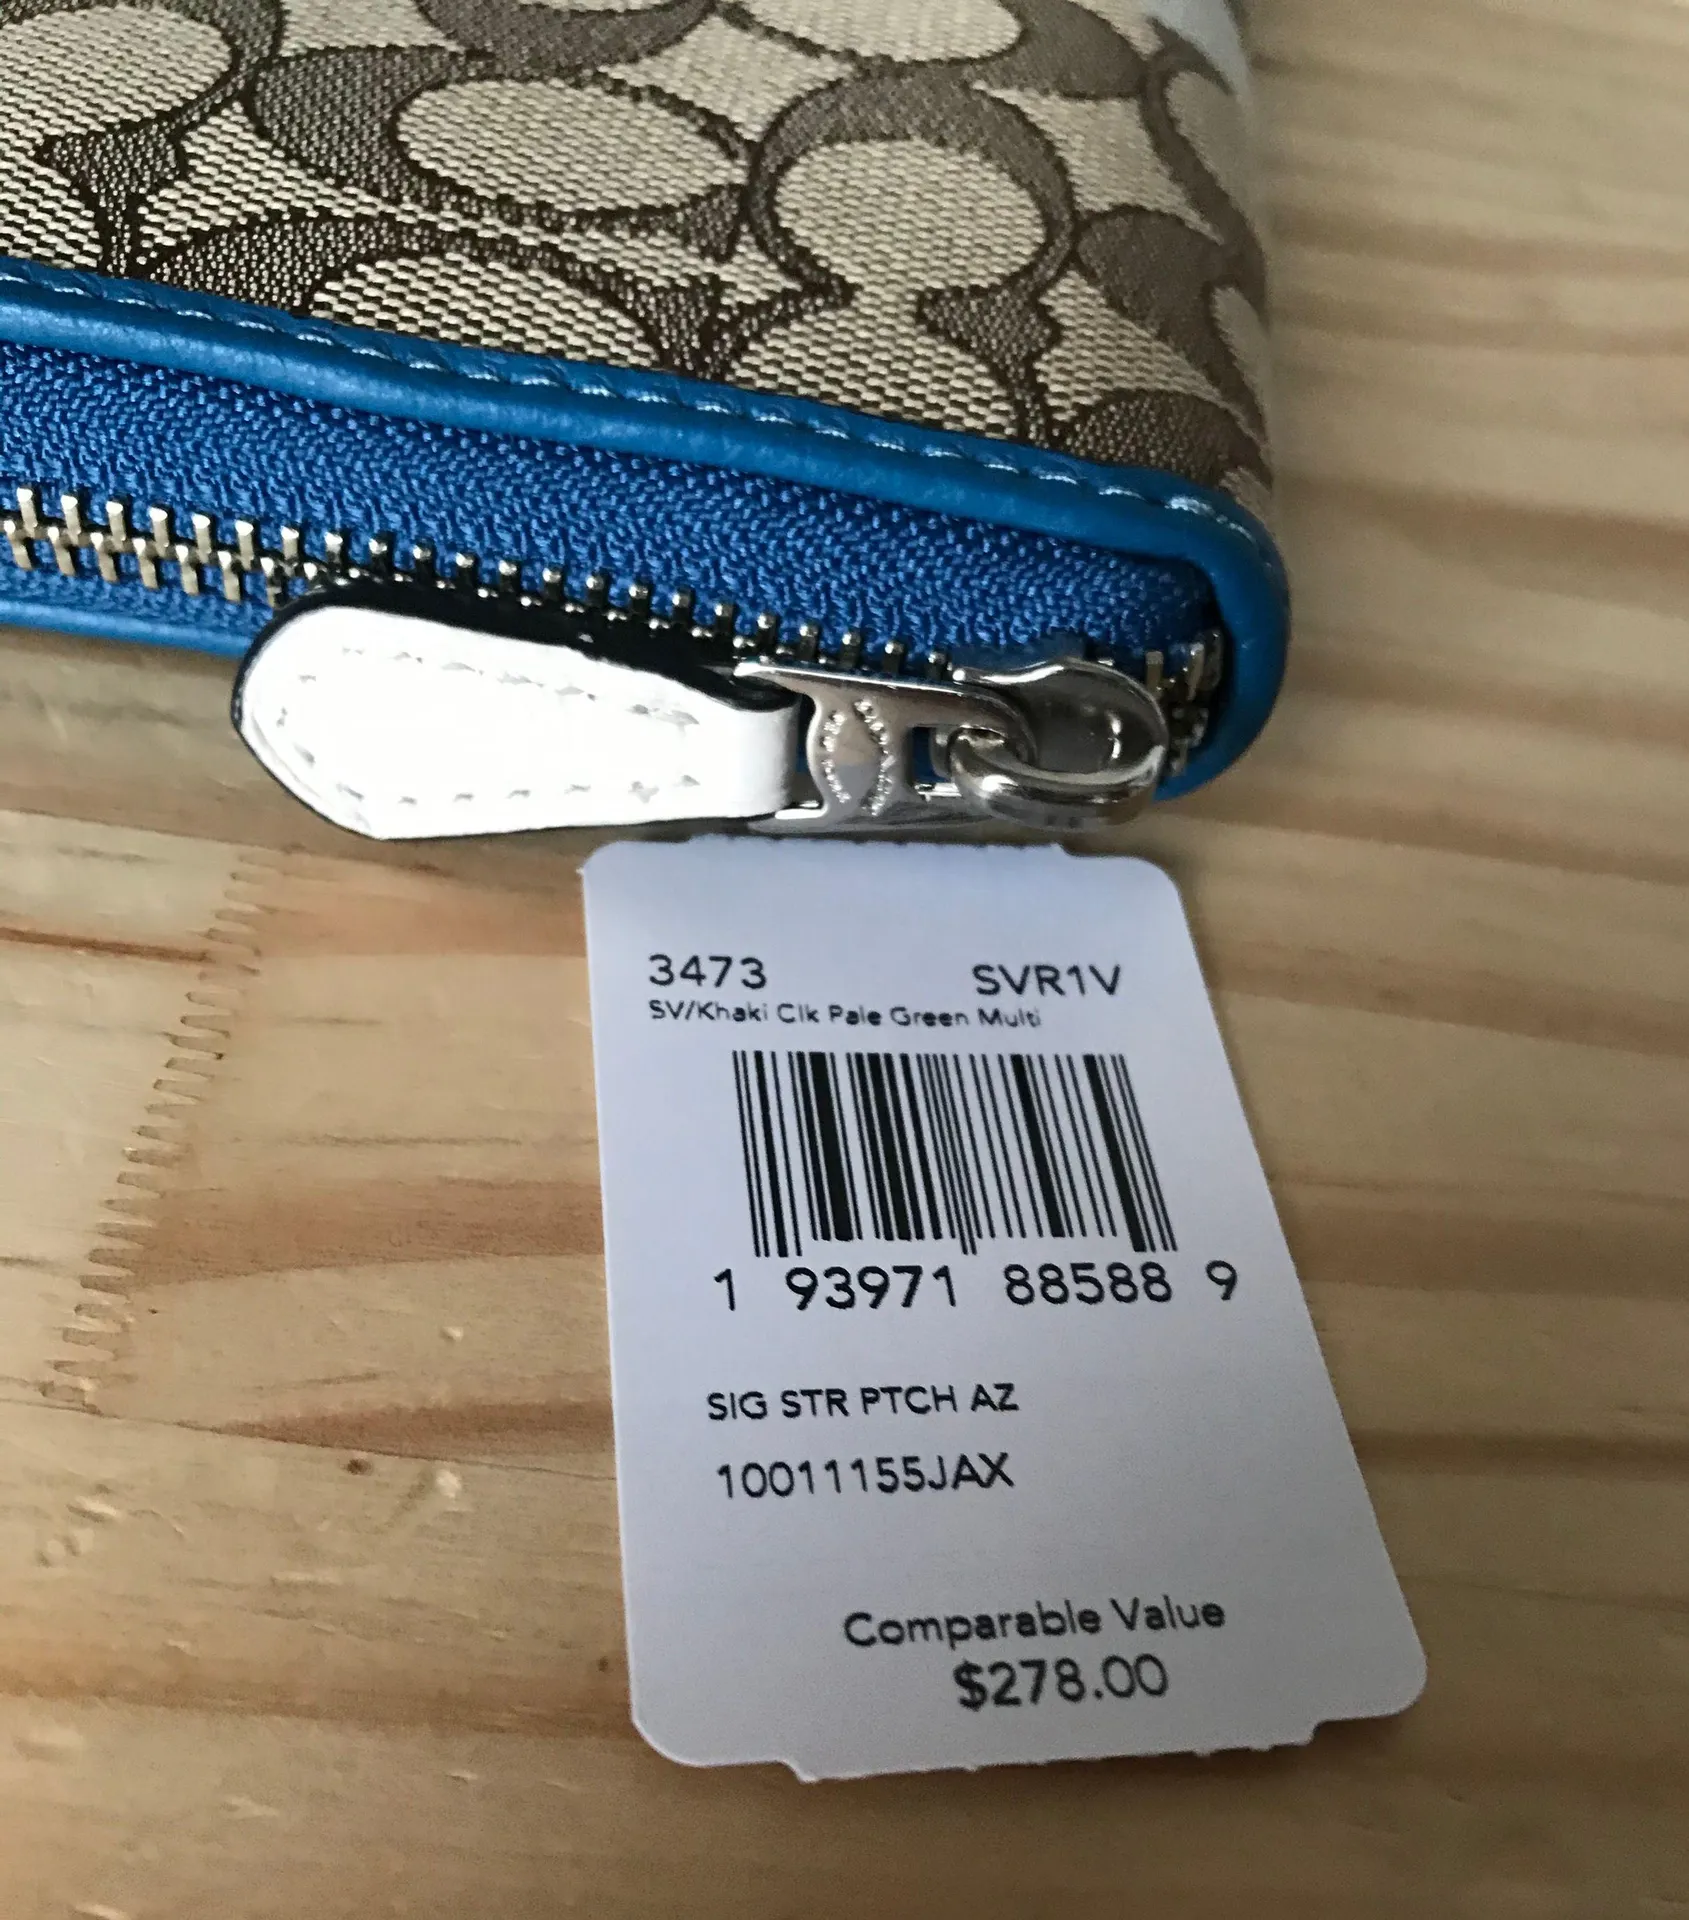 3473 SVR1V
SV/Khaki Clk Pale Green Multi
1 93971 88588 9
SIG STR PTCH AZ
10011155JAX
Comparable Value
$278.00